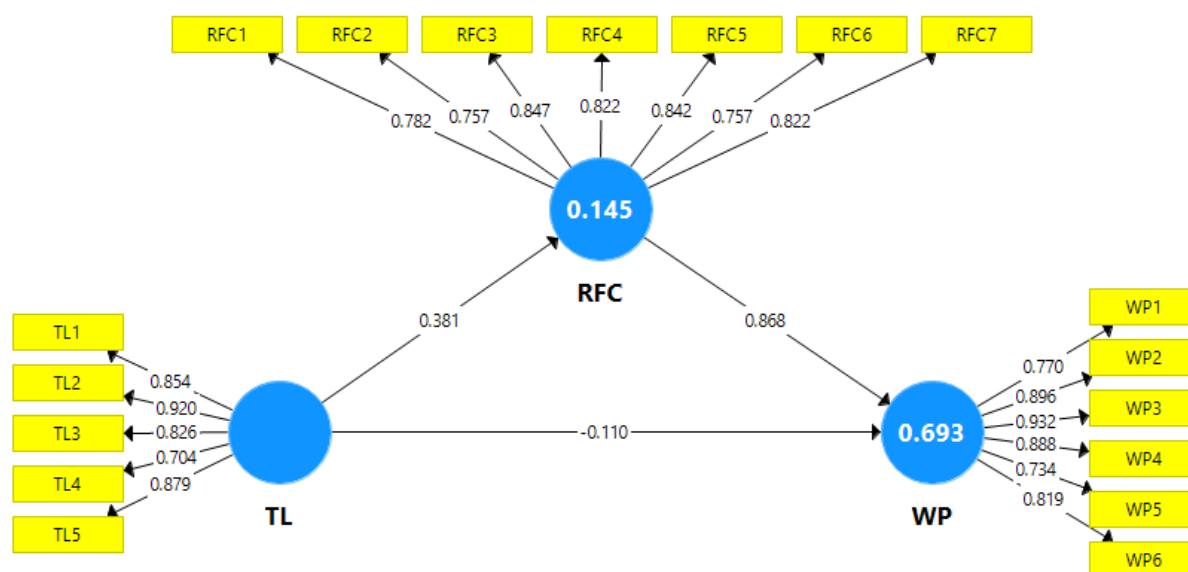 RFC1 RFC2 RFC3 RFC4 RFC5 RFC6 RFC7
0.782 0.757 0.847 0.822 0.842 0.757 0.822
0.145
RFC
0.381
0.868
TL1
TL2
TL3
TL4
TL5
0.854
0.920
0.826
0.704
0.879
TL
-0.110
0.693
WP
0.770
0.896
0.932
0.888
0.734
0.819
WP1
WP2
WP3
WP4
WP5
WP6